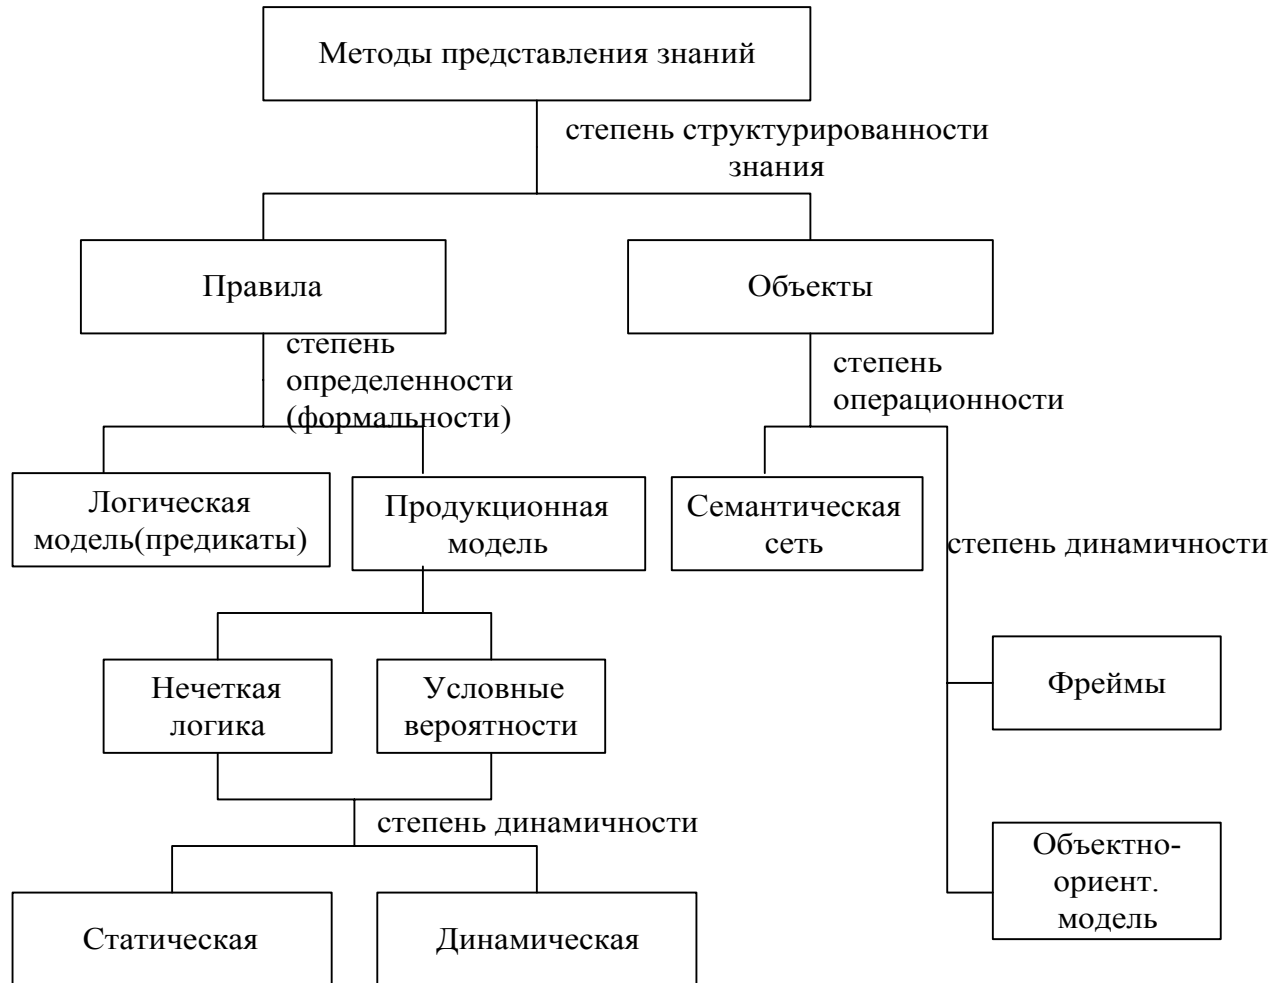 Методы представления знаний
степень структурированности
знания
Правила
Объекты
степень
определенности
(формальности)
степень
операционности
Логическая
модель(предикаты)
Продукционная
модель
Семантическая
сеть
степень динамичности
Нечеткая
логика
Условные
вероятности
Фреймы
степень динамичности
Объектно-
ориент.
модель
Статическая
Динамическая